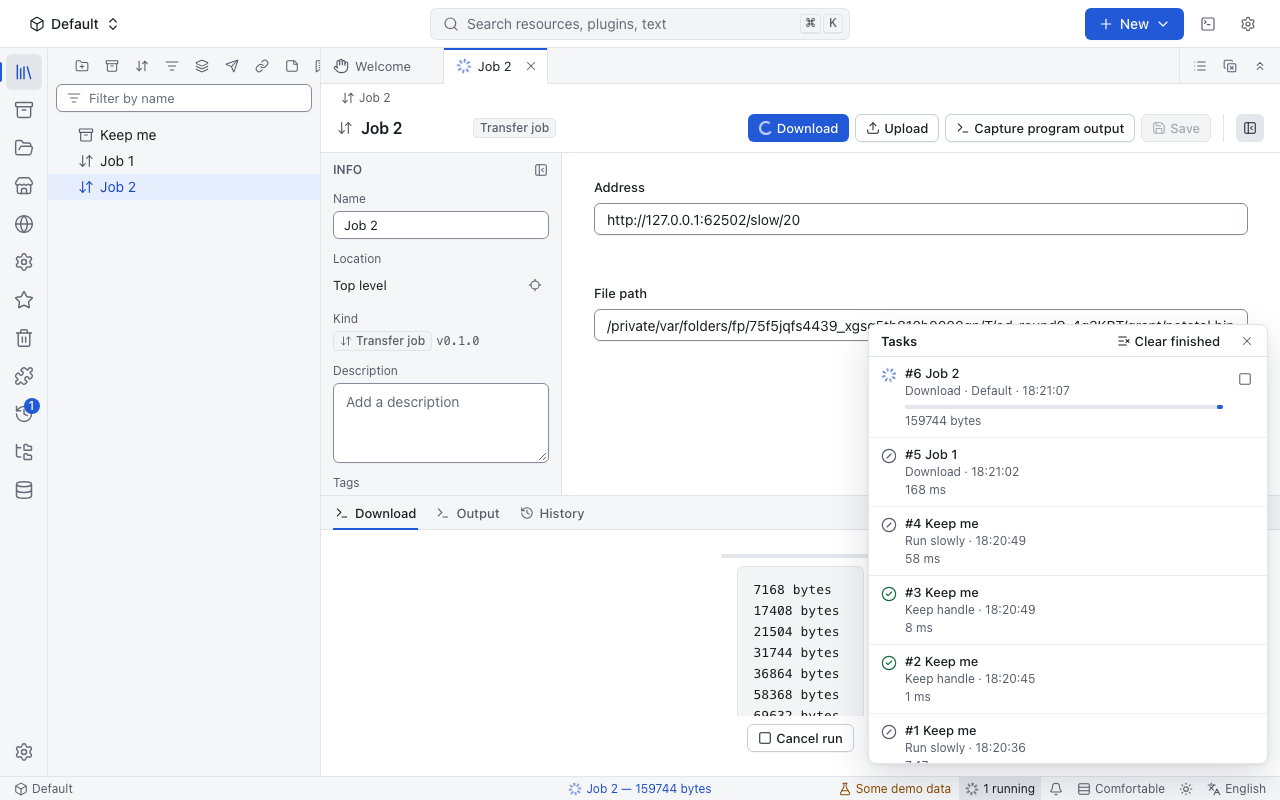 Default
Search resources, plugins, text
⌘ K
New
Welcome
Job 2
Filter by name
Keep me
Job 1
Job 2
1
Job 2
Job 2
Transfer job
Download
Upload
Capture program output
Save
INFO
Name
Job 2
Location
Top level
Kind
Transfer job v0.1.0
Description
Add a description
Tags
Address
http://127.0.0.1:62502/slow/20
File path
Download
Output
History
7168 bytes
17408 bytes
21504 bytes
31744 bytes
36864 bytes
58368 bytes
69632 bytes
Cancel run
Tasks
Clear finished
#6 Job 2
Download · Default · 18:21:07
159744 bytes
#5 Job 1
Download · 18:21:02
168 ms
#4 Keep me
Run slowly · 18:20:49
58 ms
#3 Keep me
Keep handle · 18:20:49
8 ms
#2 Keep me
Keep handle · 18:20:45
1 ms
#1 Keep me
Run slowly · 18:20:36
Default
Job 2 — 159744 bytes
Some demo data
1 running
Comfortable
English